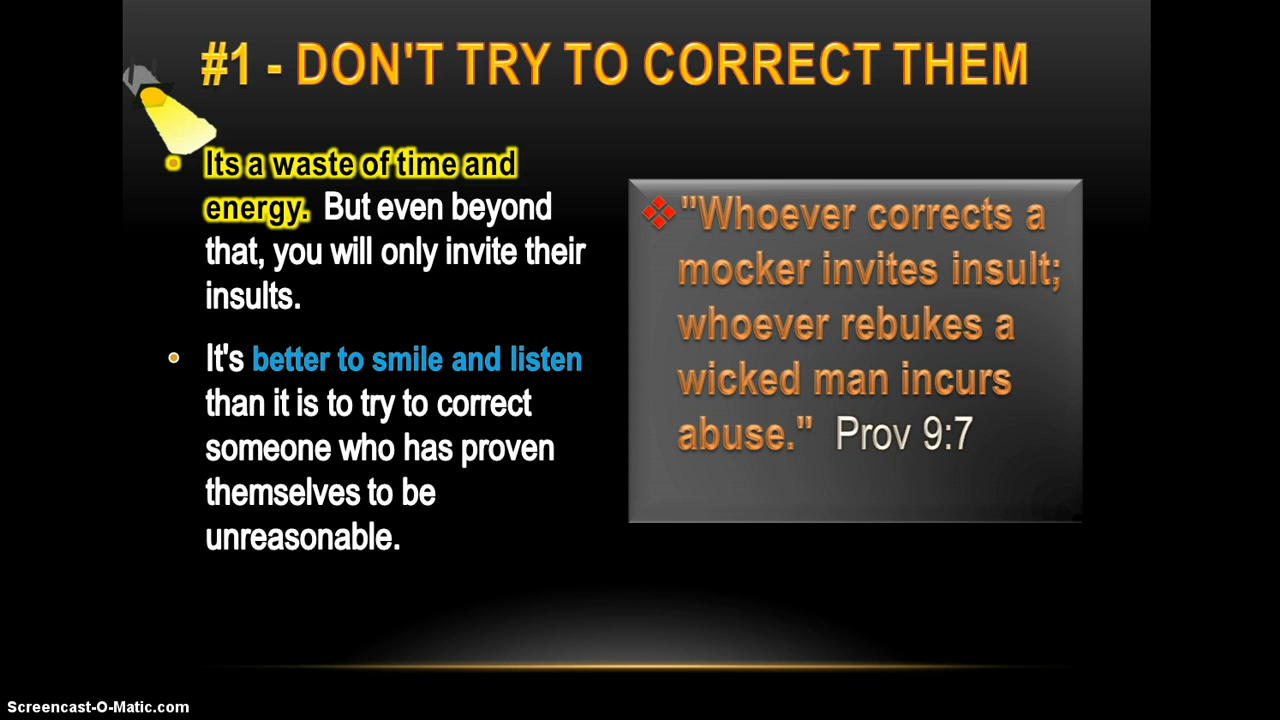 #1 - DON'T TRY TO CORRECT THEM
Its a waste of time and
energy. But even beyond
that, you will only invite their
insults.
It's better to smile and listen
than it is to try to correct
someone who has proven
themselves to be
unreasonable.
"Whoever corrects a
mocker invites insult;
whoever rebukes a
wicked man incurs
abuse." Prov 9:7
Screencast-O-Matic.com